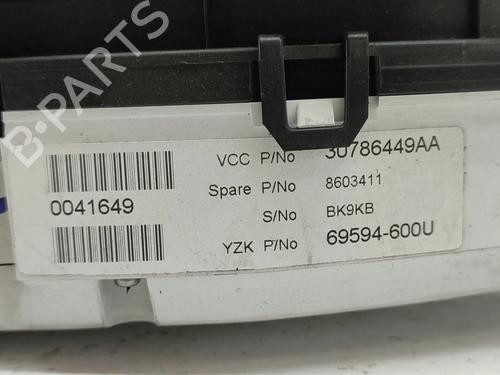 B-PARTS
VCC P/No 30786449AA
Spare P/No 8603411
0041649
S/No BK9KB
YZK P/No 69594-600U